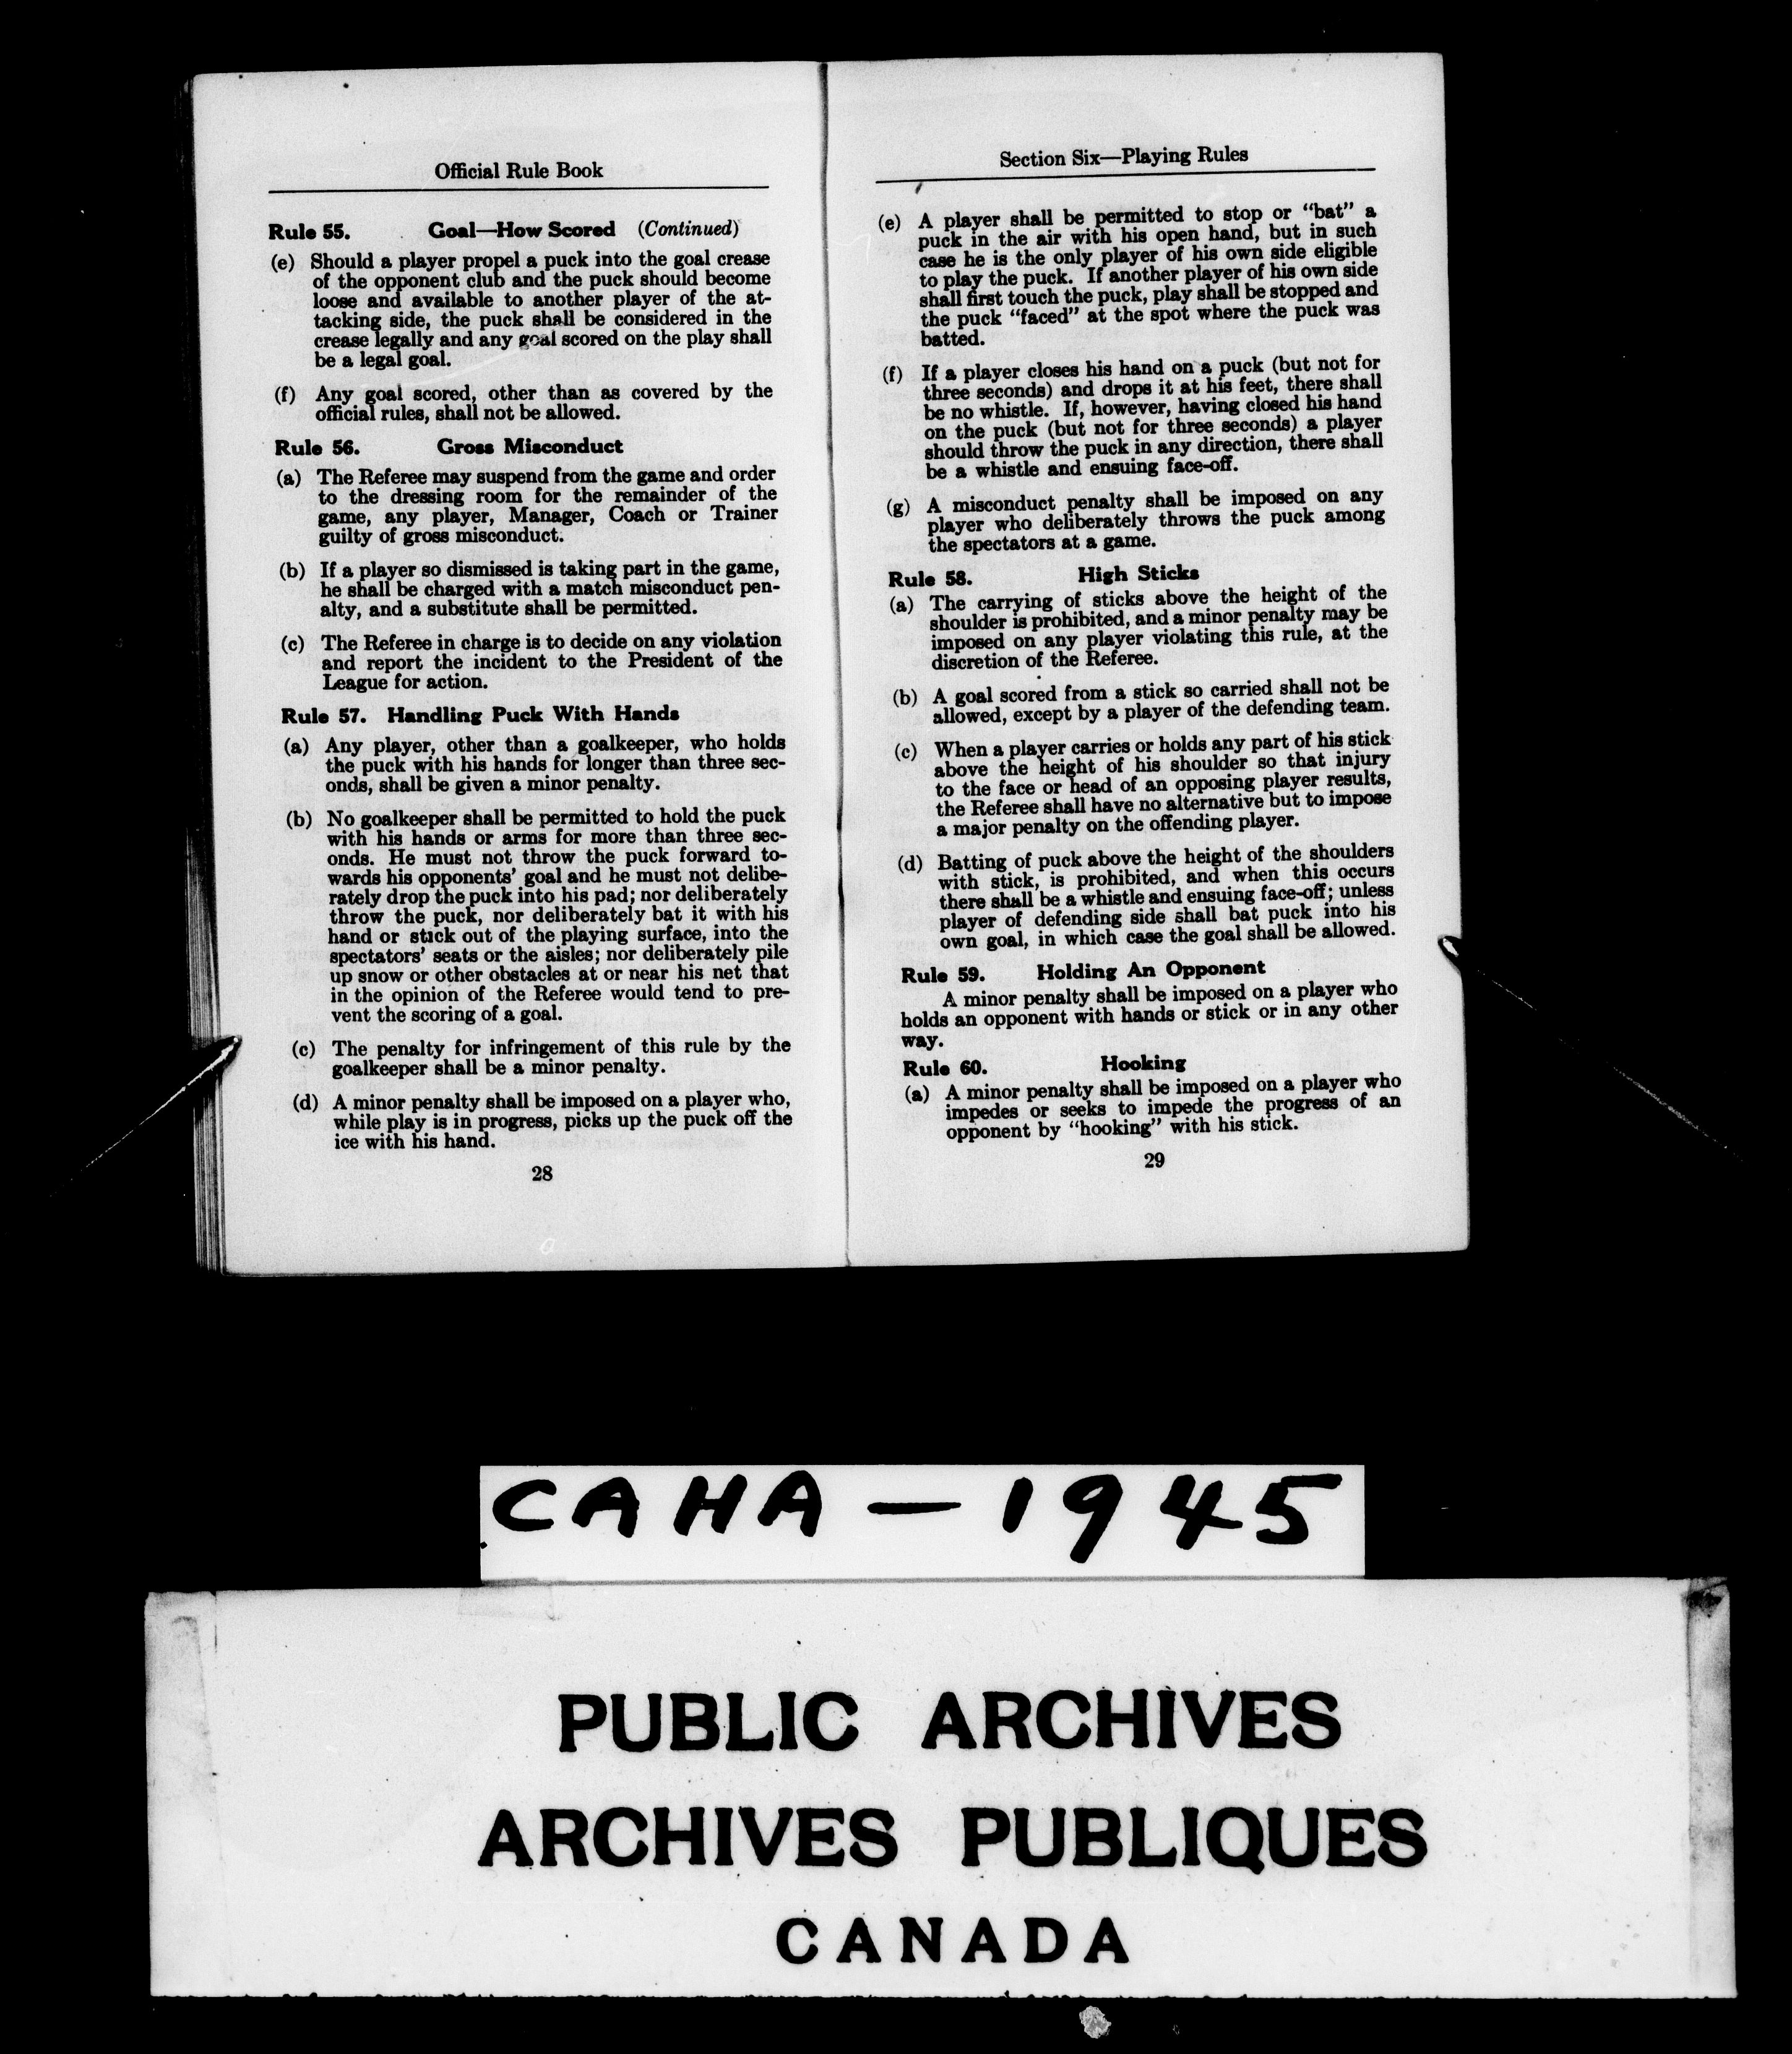 Official Rule Book
Rule 55. Goal—How Scored (Continued)
(e) Should a player propel a puck into the goal crease
of the opponent club and the puck should become
loose and available to another player of the at-
tacking side, the puck shall be considered in the
crease legally and any goal scored on the play shall
be a legal goal.
(f) Any goal scored, other than as covered by the
official rules, shall not be allowed.
Rule 56. Gross Misconduct
(a) The Referee may suspend from the game and order
to the dressing room for the remainder of the
game, any player, Manager, Coach or Trainer
guilty of gross misconduct.
(b) If a player so dismissed is taking part in the game,
he shall be charged with a match misconduct pen-
alty, and a substitute shall be permitted.
(c) The Referee in charge is to decide on any violation
and report the incident to the President of the
League for action.
Rule 57. Handling Puck With Hands
(a) Any player, other than a goalkeeper, who holds
the puck with his hands for longer than three sec-
onds, shall be given a minor penalty.
(b) No goalkeeper shall be permitted to hold the puck
with his hands or arms for more than three sec-
onds. He must not throw the puck forward to-
wards his opponents' goal and he must not delibe-
rately drop the puck into his pad; nor deliberately
throw the puck, nor deliberately bat it with his
hand or stick out of the playing surface, into the
spectators' seats or the aisles; nor deliberately pile
up snow or other obstacles at or near his net that
in the opinion of the Referee would tend to pre-
vent the scoring of a goal.
(c) The penalty for infringement of this rule by the
goalkeeper shall be a minor penalty.
(d) A minor penalty shall be imposed on a player who,
while play is in progress, picks up the puck off the
ice with his hand.
28
Section Six—Playing Rules
(e) A player shall be permitted to stop or "bat" a
puck in the air with his open hand, but in such
case he is the only player of his own side eligible
to play the puck. If another player of his own side
shall first touch the puck, play shall be stopped and
the puck "faced" at the spot where the puck was
batted.
(f) If a player closes his hand on a puck (but not for
three seconds) and drops it at his feet, there shall
be no whistle. If, however, having closed his hand
on the puck (but not for three seconds) a player
should throw the puck in any direction, there shall
be a whistle and ensuing face-off.
(g) A misconduct penalty shall be imposed on any
player who deliberately throws the puck among
the spectators at a game.
Rule 58. High Sticks
(a) The carrying of sticks above the height of the
shoulder is prohibited, and a minor penalty may be
imposed on any player violating this rule, at the
discretion of the Referee.
(b) A goal scored from a stick so carried shall not be
allowed, except by a player of the defending team.
(c) When a player carries or holds any part of his stick
above the height of his shoulder so that injury
to the face or head of an opposing player results,
the Referee shall have no alternative but to impose
a major penalty on the offending player.
(d) Batting of puck above the height of the shoulders
with stick, is prohibited, and when this occurs
there shall be a whistle and ensuing face-off; unless
player of defending side shall bat puck into his
own goal, in which case the goal shall be allowed.
Rule 59. Holding An Opponent
A minor penalty shall be imposed on a player who
holds an opponent with hands or stick or in any other
way.
Rule 60. Hooking
(a) A minor penalty shall be imposed on a player who
impedes or seeks to impede the progress of an
opponent by "hooking" with his stick.
29
CAHA — 1945
PUBLIC ARCHIVES
ARCHIVES PUBLIQUES
CANADA